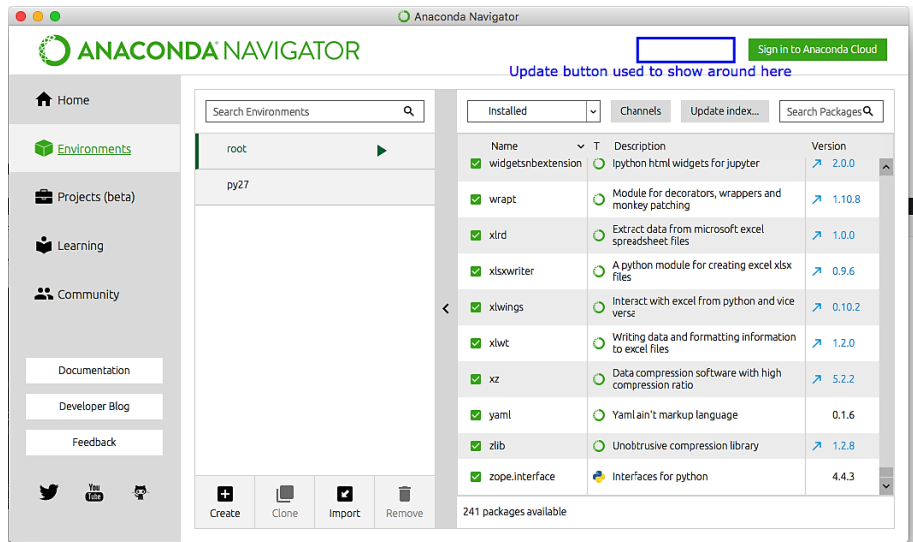 Anaconda Navigator
ANACONDA NAVIGATOR
Sign in to Anaconda Cloud
Update button used to show around here
Home
Environments
Projects (beta)
Learning
Community
Documentation
Developer Blog
Feedback
You
Tube
Search Environments
root
py27
Create
Clone
Import
Remove
Installed
Channels
Update index...
Search Packages
Name T Description Version
widgetsnbextension Ipython html widgets for jupyter 2.0.0
wrapt Module for decorators, wrappers and
monkey patching 1.10.8
xlrd Extract data from microsoft excel
spreadsheet files 1.0.0
xlsxwriter A python module for creating excel xlsx
files 0.9.6
xlwings Interact with excel from python and vice
versa 0.10.2
xlwt Writing data and formatting information
to excel files 1.2.0
xz Data compression software with high
compression ratio 5.2.2
yaml Yaml ain't markup language 0.1.6
zlib Unobtrusive compression library 1.2.8
zope.interface Interfaces for python 4.4.3
241 packages available